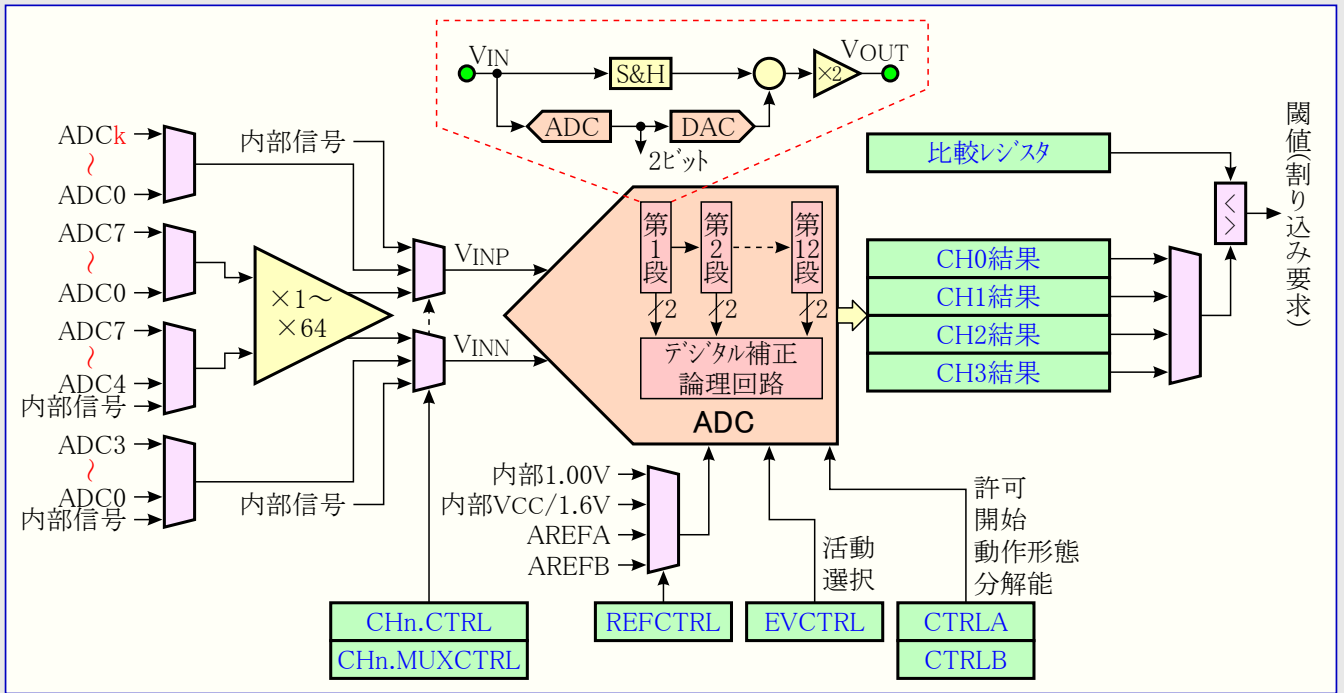 VIN
S&H
VOUT
×2
ADC
DAC
2ビット
ADCk
～
ADC0
内部信号
ADC7
～
ADC0
×1～
×64
ADC7
～
ADC4
内部信号
ADC3
～
ADC0
内部信号
内部信号
VINP
VINN
第1段
第2段
第12段
2
2
2
デジタル補正
論理回路
ADC
比較レジスタ
CH0結果
CH1結果
CH2結果
CH3結果
<
>
閾値(割り込み要求)
内部1.00V
内部VCC/1.6V
AREFA
AREFB
活動
選択
許可
開始
動作形態
分解能
CHn.CTRL
CHn.MUXCTRL
REFCTRL
EVCTRL
CTRLA
CTRLB